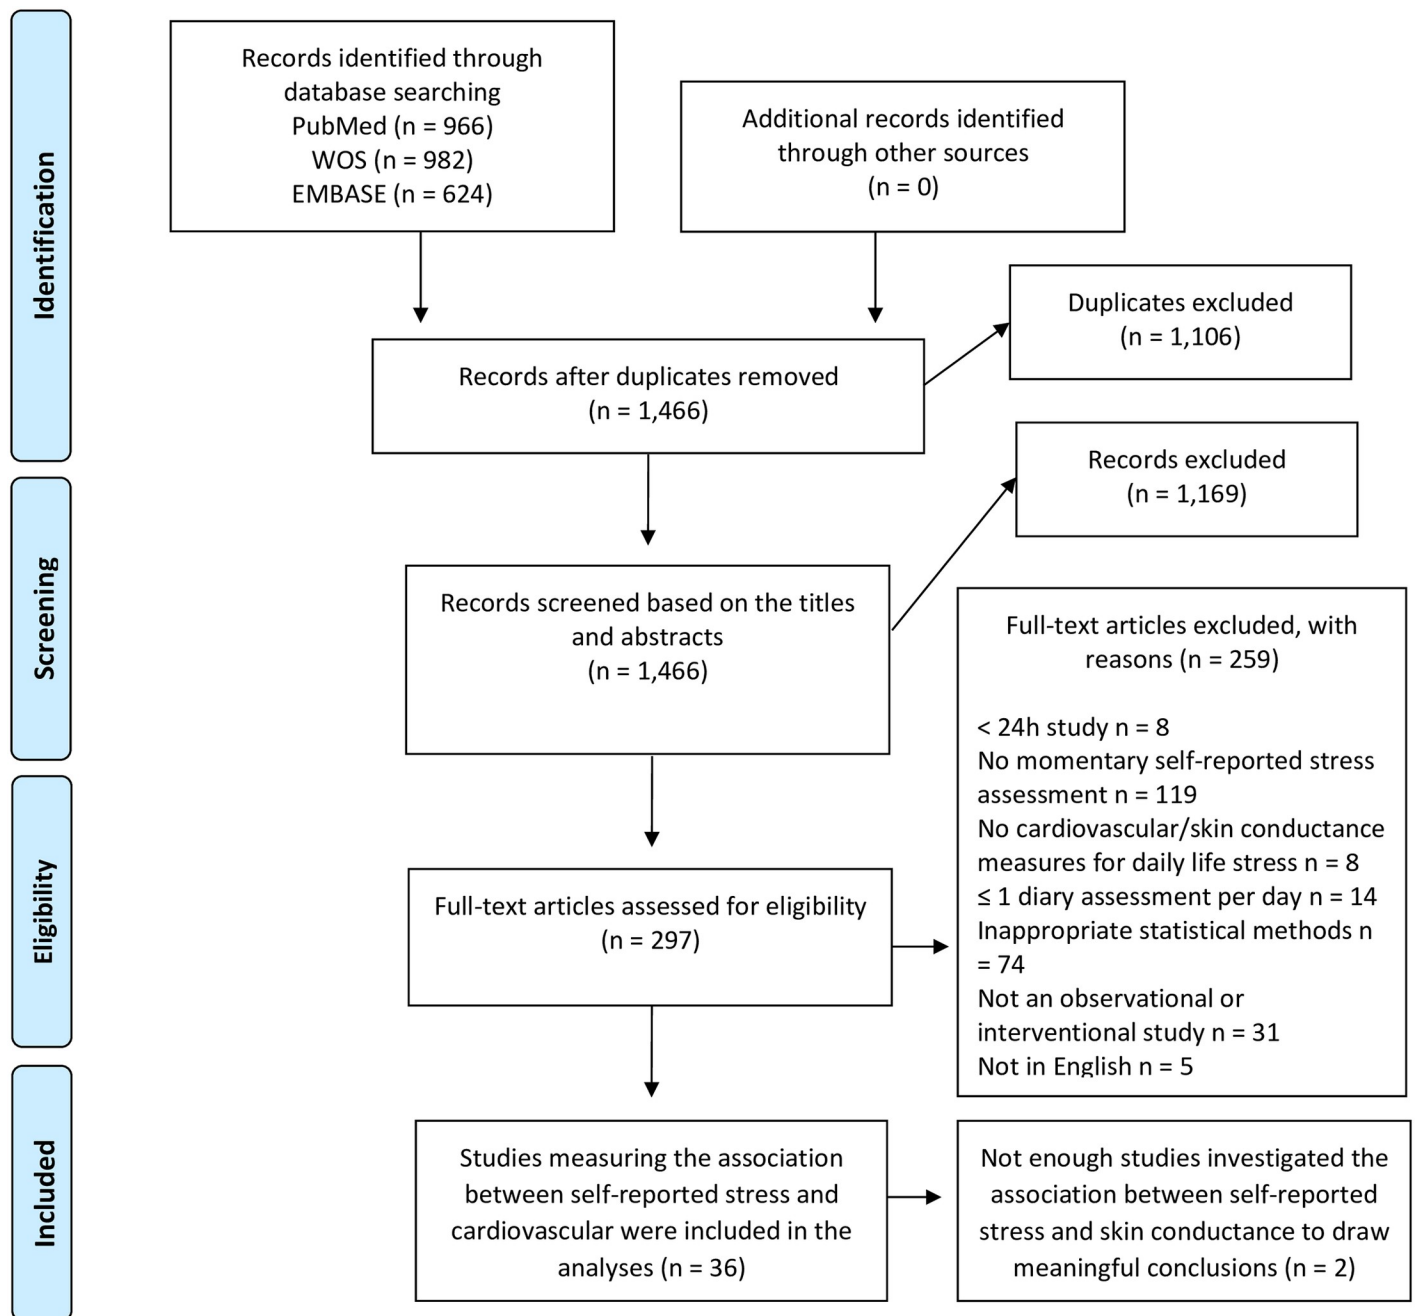 Identification
Records identified through
database searching
PubMed (n = 966)
WOS (n = 982)
EMBASE (n = 624)
Additional records identified
through other sources
(n = 0)
Duplicates excluded
(n = 1,106)
Records after duplicates removed
(n = 1,466)
Records excluded
(n = 1,169)
Screening
Records screened based on the titles
and abstracts
(n = 1,466)
Full-text articles excluded, with
reasons (n = 259)
< 24h study n = 8
No momentary self-reported stress
assessment n = 119
No cardiovascular/skin conductance
measures for daily life stress n = 8
≤ 1 diary assessment per day n = 14
Inappropriate statistical methods n
= 74
Not an observational or
interventional study n = 31
Not in English n = 5
Eligibility
Full-text articles assessed for eligibility
(n = 297)
Included
Studies measuring the association
between self-reported stress and
cardiovascular were included in the
analyses (n = 36)
Not enough studies investigated the
association between self-reported
stress and skin conductance to draw
meaningful conclusions (n = 2)